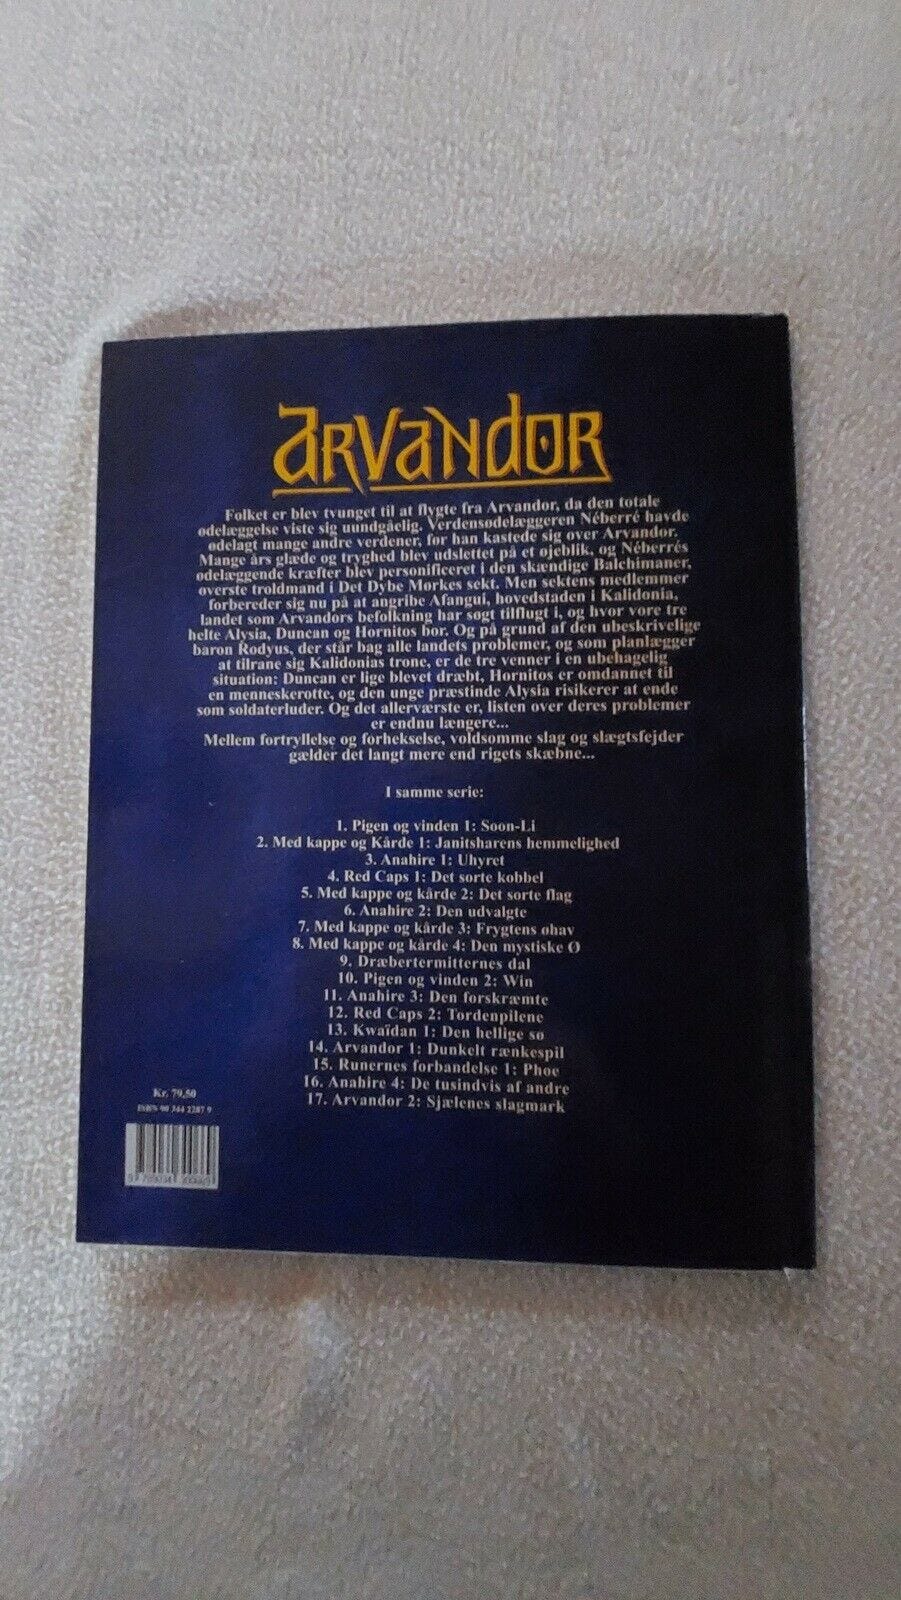 ARVANDOR
Folket er blev tvunget til at flygte fra Arvandor, da den totale
ødelæggelse viste sig uundgåelig. Verdensødelæggeren Néberré havde
ødelagt mange andre verdener, før han kastede sig over Arvandor.
Mange års glæde og tryghed blev udslettet på et øjeblik, og Néberrés
ødelæggende kræfter blev personificeret i den skændige Balchimaner,
øverste troldmand i Det Dybe Mørkes sekt. Men sektens medlemmer
forbereder sig nu på at angribe Afangui, hovedstaden i Kalidonia,
landet som Arvandors befolkning har søgt tilflugt i, og hvor vore tre
helte Alysia, Duncan og Hornitos bor. Og på grund af den ubeskrivelige
baron Rodyus, der står bag alle landets problemer, og som planlægger
at tilrane sig Kalidonias trone, er de tre venner i en ubehagelig
situation: Duncan er lige blevet dræbt, Hornitos er omdannet til
en menneskerotte, og den unge præstinde Alysia risikerer at ende
som soldaterluder. Og det allerværste er, listen over deres problemer
er endnu længere...
Mellem fortryllelse og forhekselse, voldsomme slag og slægtsfejder
gælder det langt mere end rigets skæbne...
I samme serie:
1. Pigen og vinden 1: Soon-Li
2. Med kappe og Kårde 1: Janitsharens hemmelighed
3. Anahire 1: Uhyret
4. Red Caps 1: Det sorte kobbel
5. Med kappe og kårde 2: Det sorte flag
6. Anahire 2: Den udvalgte
7. Med kappe og kårde 3: Frygtens øhav
8. Med kappe og kårde 4: Den mystiske Ø
9. Dræbertermitternes dal
10. Pigen og vinden 2: Win
11. Anahire 3: Den forskræmte
12. Red Caps 2: Tordenpilene
13. Kwaïdan 1: Den hellige sø
14. Arvandor 1: Dunkelt rænkespil
15. Runernes forbandelse 1: Phoe
16. Anahire 4: De tusindvis af andre
17. Arvandor 2: Sjælenes slagmark
Kr. 79,50
ISBN 90 344 2287 9